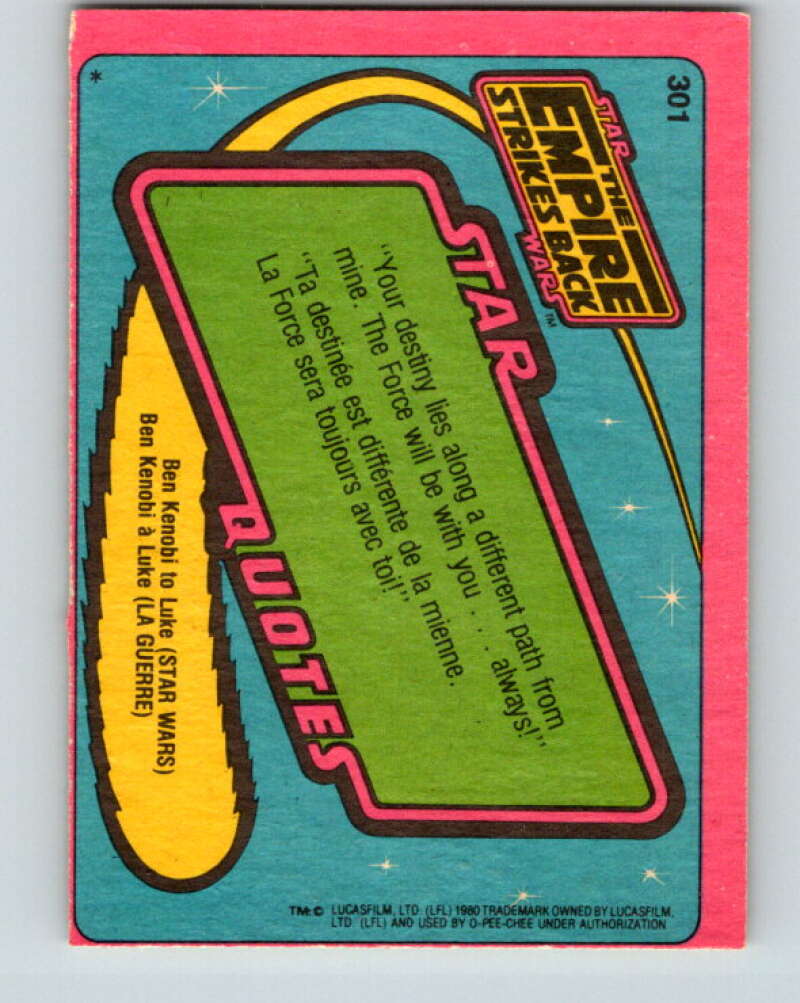 301
STAR
THE
EMPIRE
STRIKES BACK
WARS™
STAR
"Your destiny lies along a different path from
mine. The Force will be with you . . . always!"
"Ta destinée est différente de la mienne.
La Force sera toujours avec toi!"
QUOTES
Ben Kenobi to Luke (STAR WARS)
Ben Kenobi à Luke (LA GUERRE)
*
TM: © LUCASFILM, LTD. (LFL) 1980 TRADEMARK OWNED BY LUCASFILM,
LTD. (LFL) AND USED BY O-PEE-CHEE UNDER AUTHORIZATION